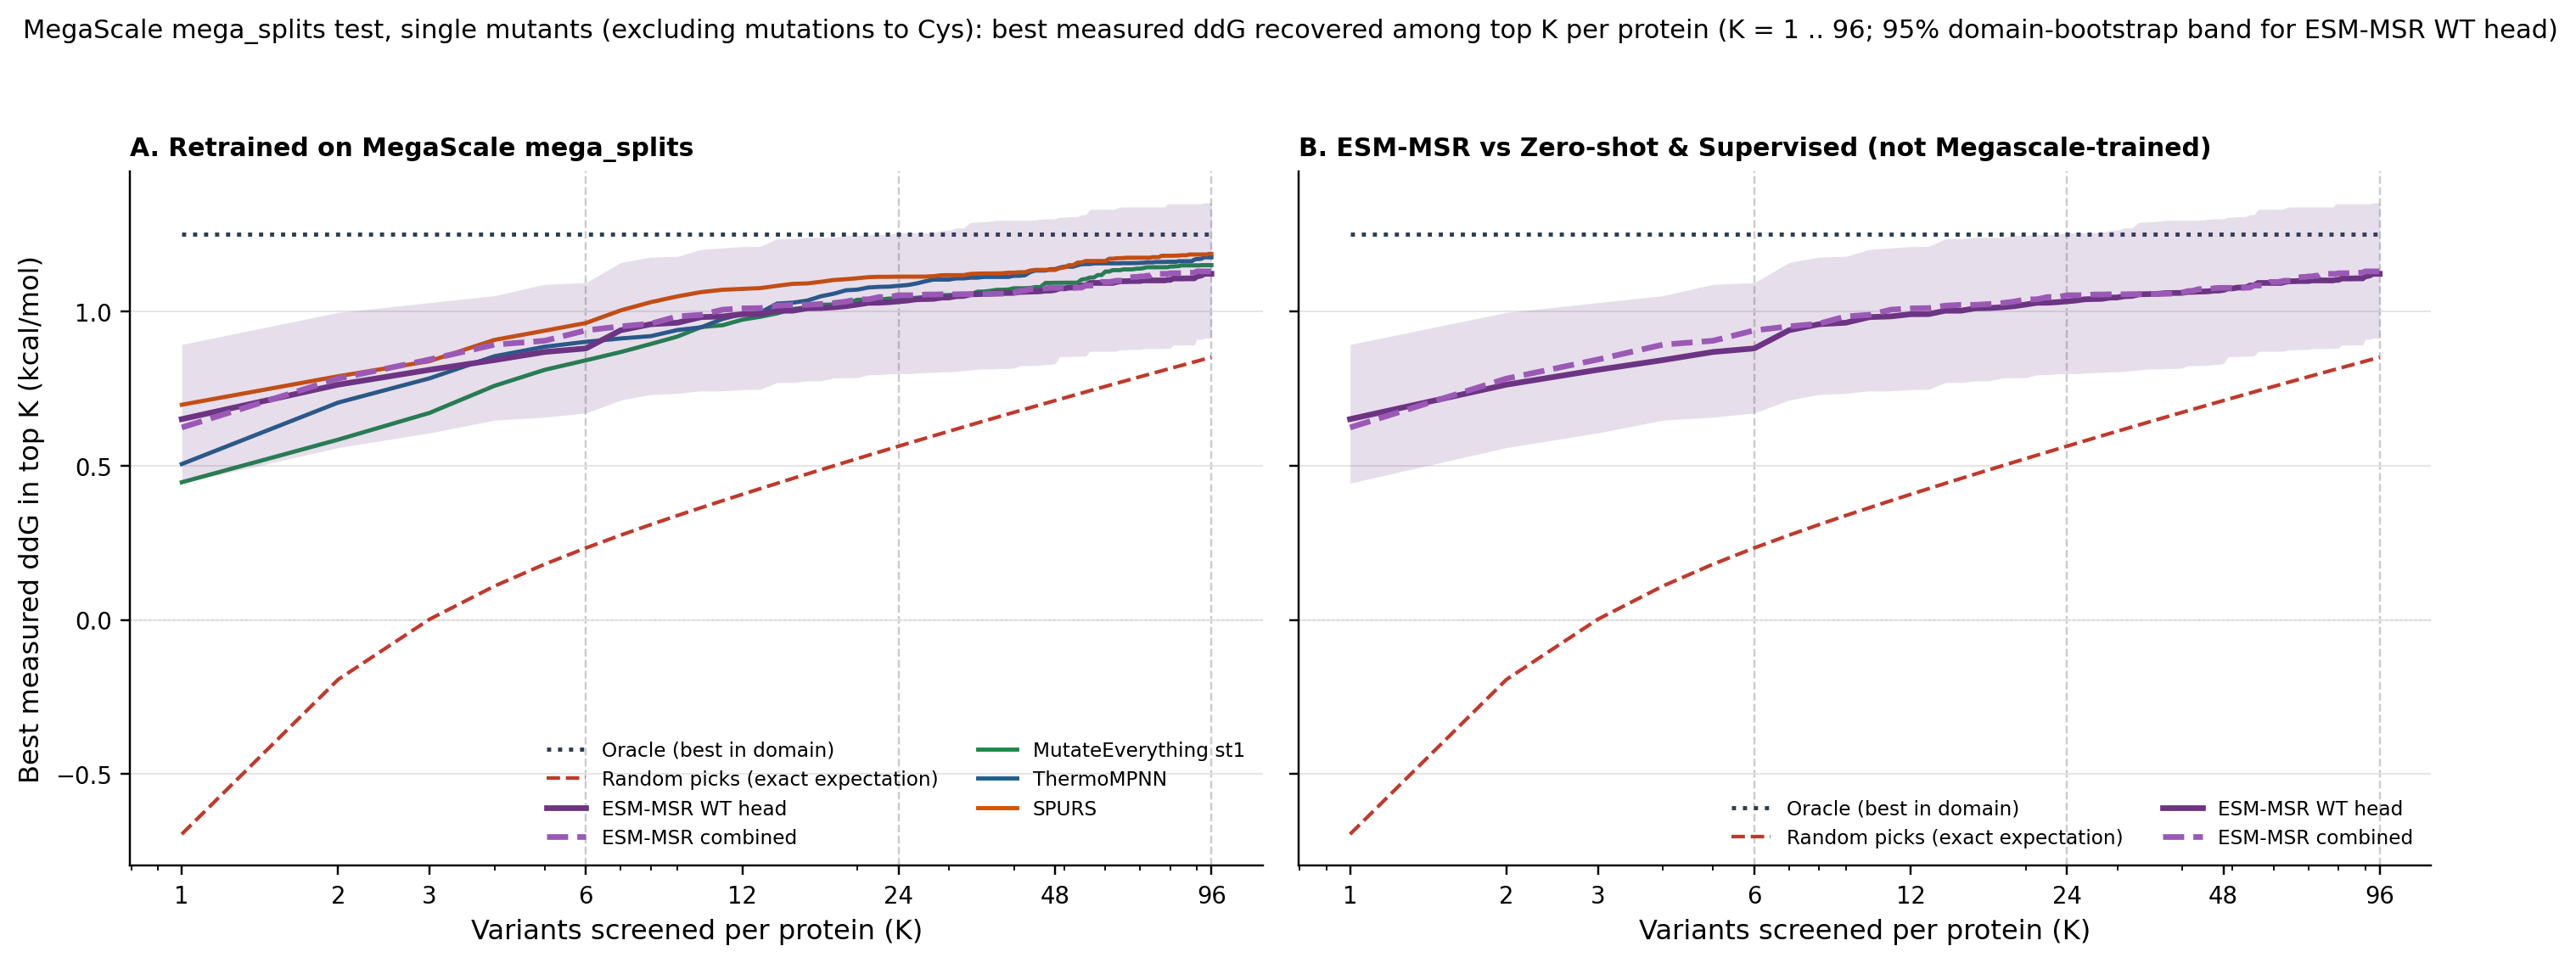 MegaScale mega_splits test, single mutants (excluding mutations to Cys): best measured ddG recovered among top K per protein (K = 1 .. 96; 95% domain-bootstrap band for ESM-MSR WT head)
A. Retrained on MegaScale mega_splits
Best measured ddG in top K (kcal/mol)
1.0
0.5
0.0
−0.5
Oracle (best in domain)
Random picks (exact expectation)
ESM-MSR WT head
ESM-MSR combined
MutateEverything st1
ThermoMPNN
SPURS
1 2 3 6 12 24 48 96
Variants screened per protein (K)
B. ESM-MSR vs Zero-shot & Supervised (not Megascale-trained)
Oracle (best in domain)
Random picks (exact expectation)
ESM-MSR WT head
ESM-MSR combined
1 2 3 6 12 24 48 96
Variants screened per protein (K)